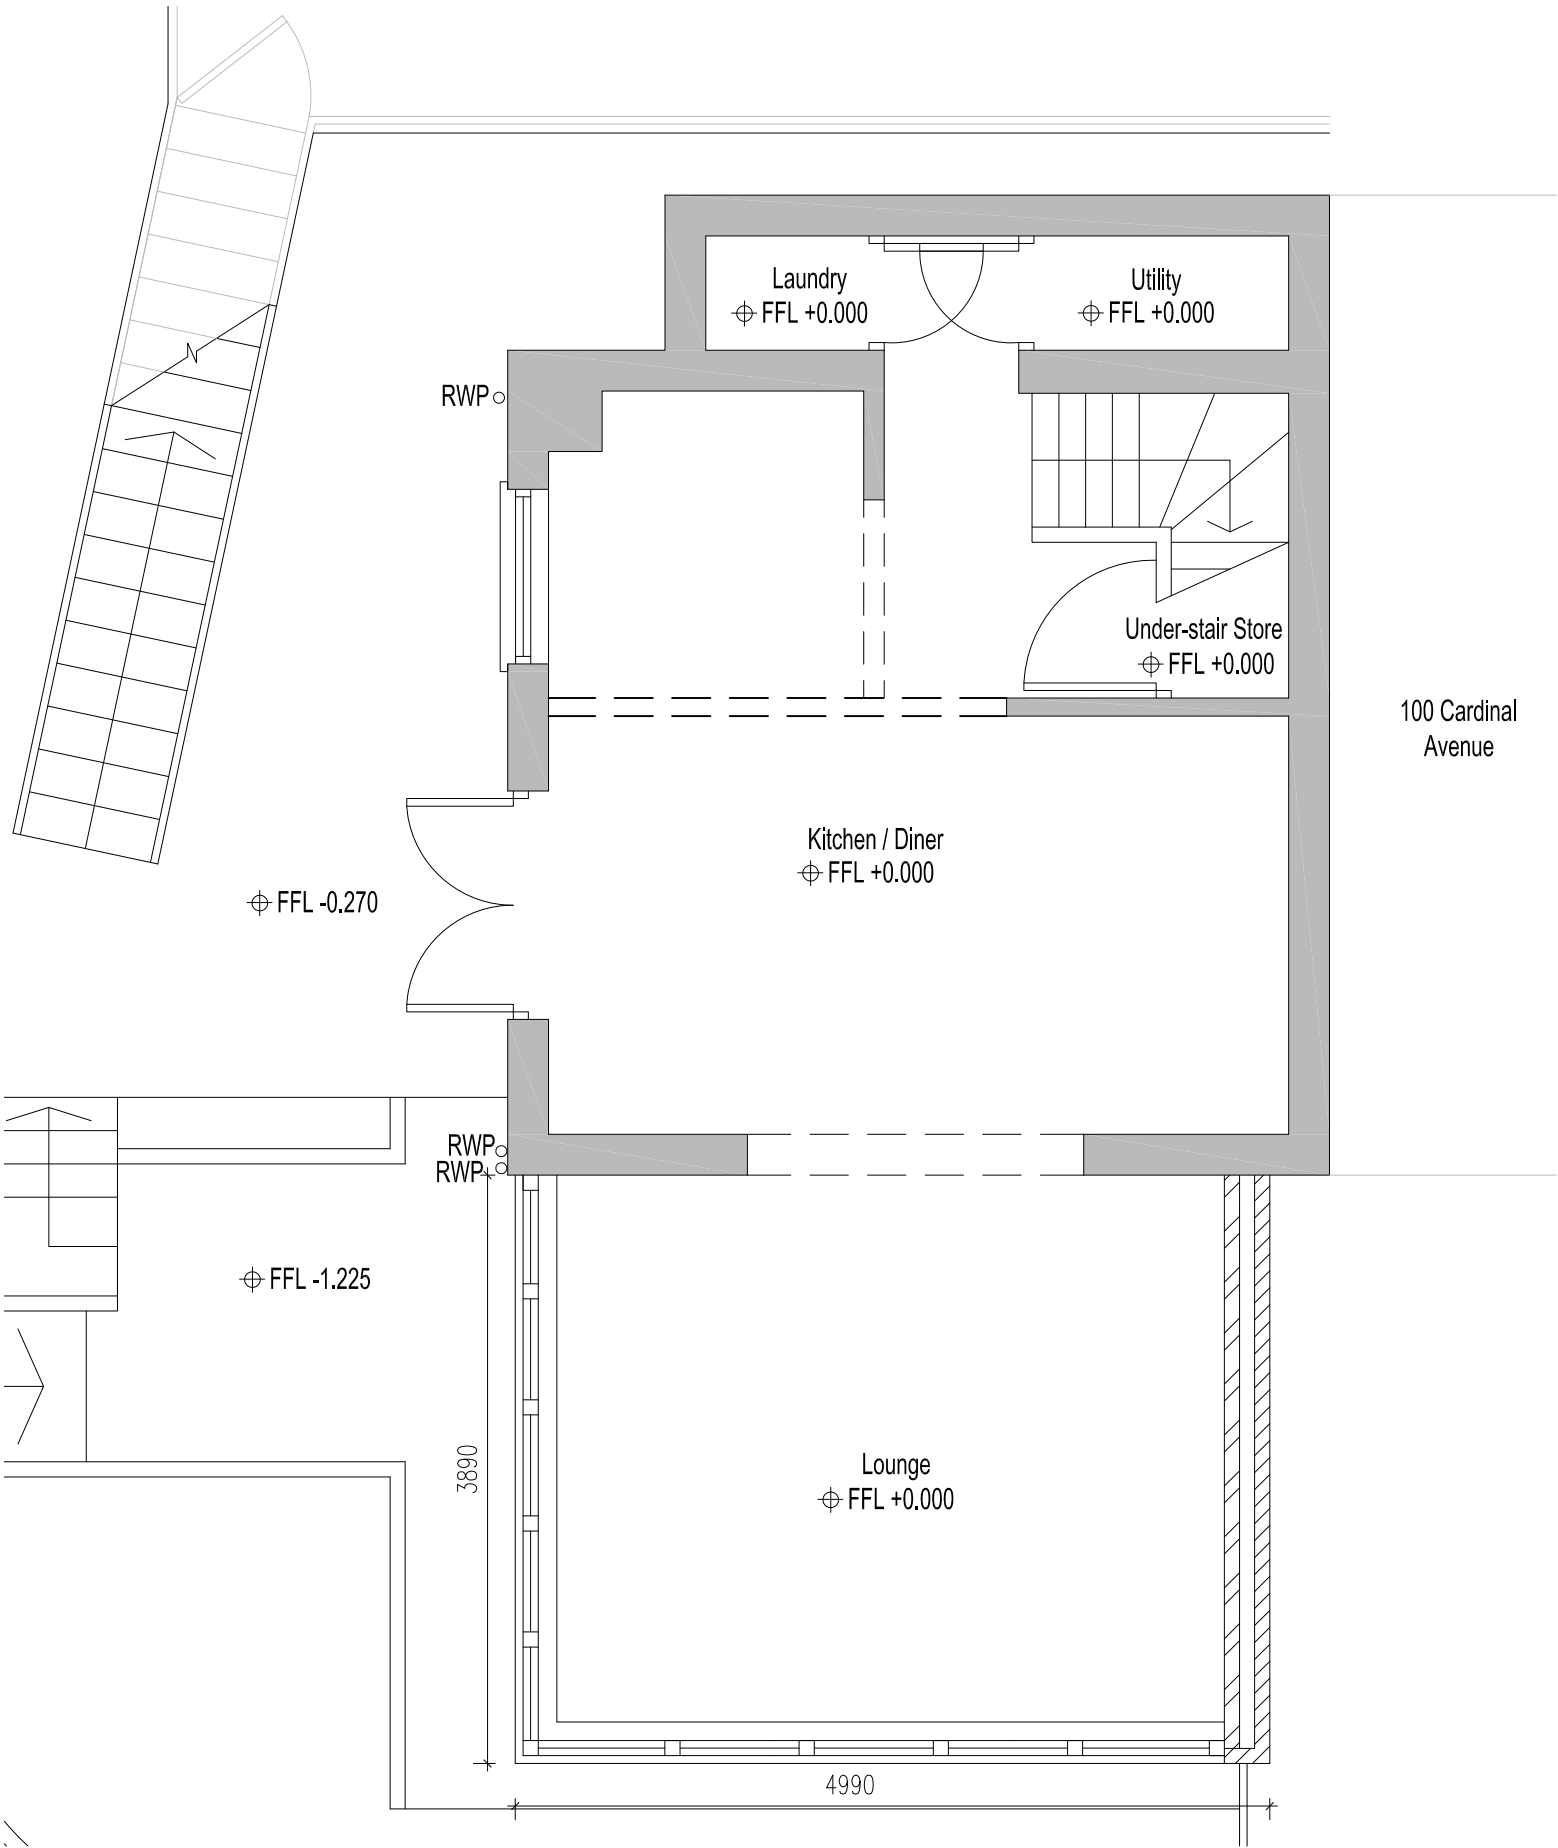 Laundry
FFL +0.000
Utility
FFL +0.000
N
RWP
Under-stair Store
FFL +0.000
100 Cardinal
Avenue
Kitchen / Diner
FFL +0.000
FFL -0.270
RWP
RWP
FFL -1.225
3890
Lounge
FFL +0.000
4990